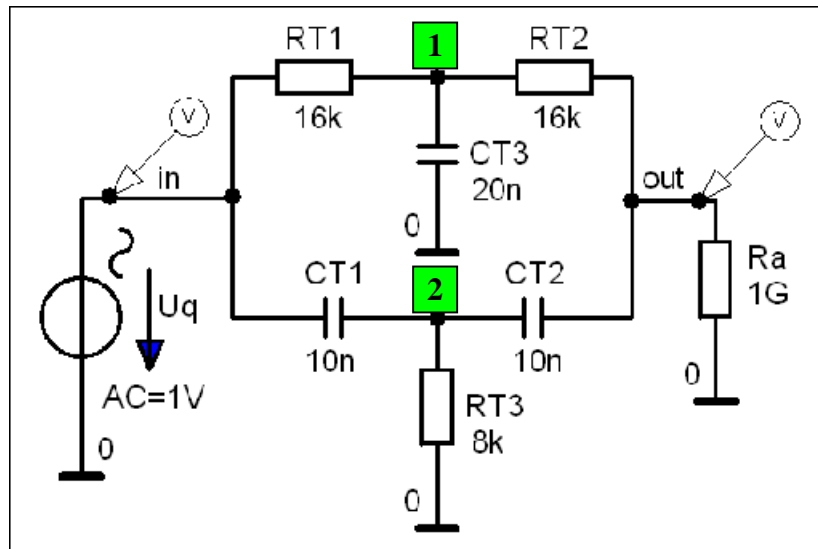 RT1
1
RT2
V
16k
16k
V
in
CT3
20n
out
0
CT1
2
CT2
Ra
1G
Uq
10n
10n
AC=1V
RT3
8k
0
0
0